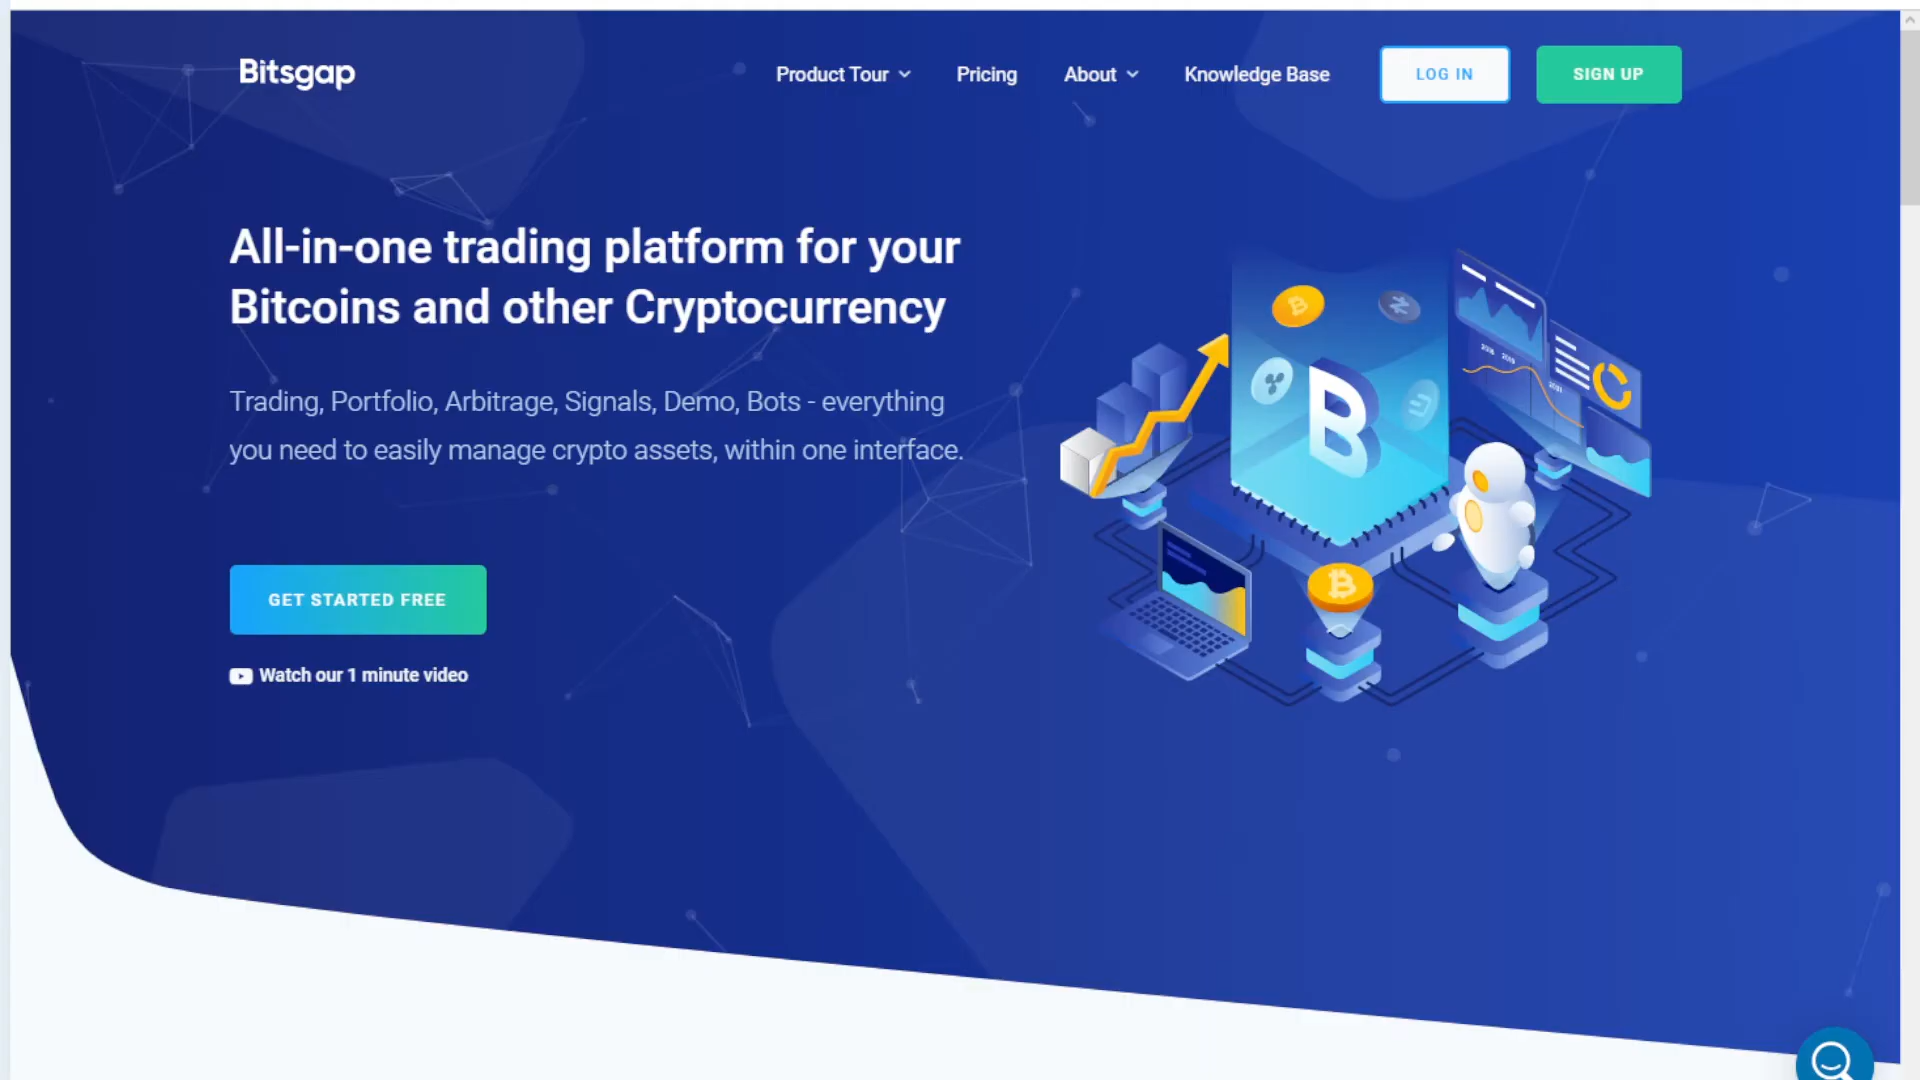 Bitsgap
Product Tour
Pricing
About
Knowledge Base
LOG IN
SIGN UP
All-in-one trading platform for your
Bitcoins and other Cryptocurrency
Trading, Portfolio, Arbitrage, Signals, Demo, Bots - everything
you need to easily manage crypto assets, within one interface.
GET STARTED FREE
Watch our 1 minute video